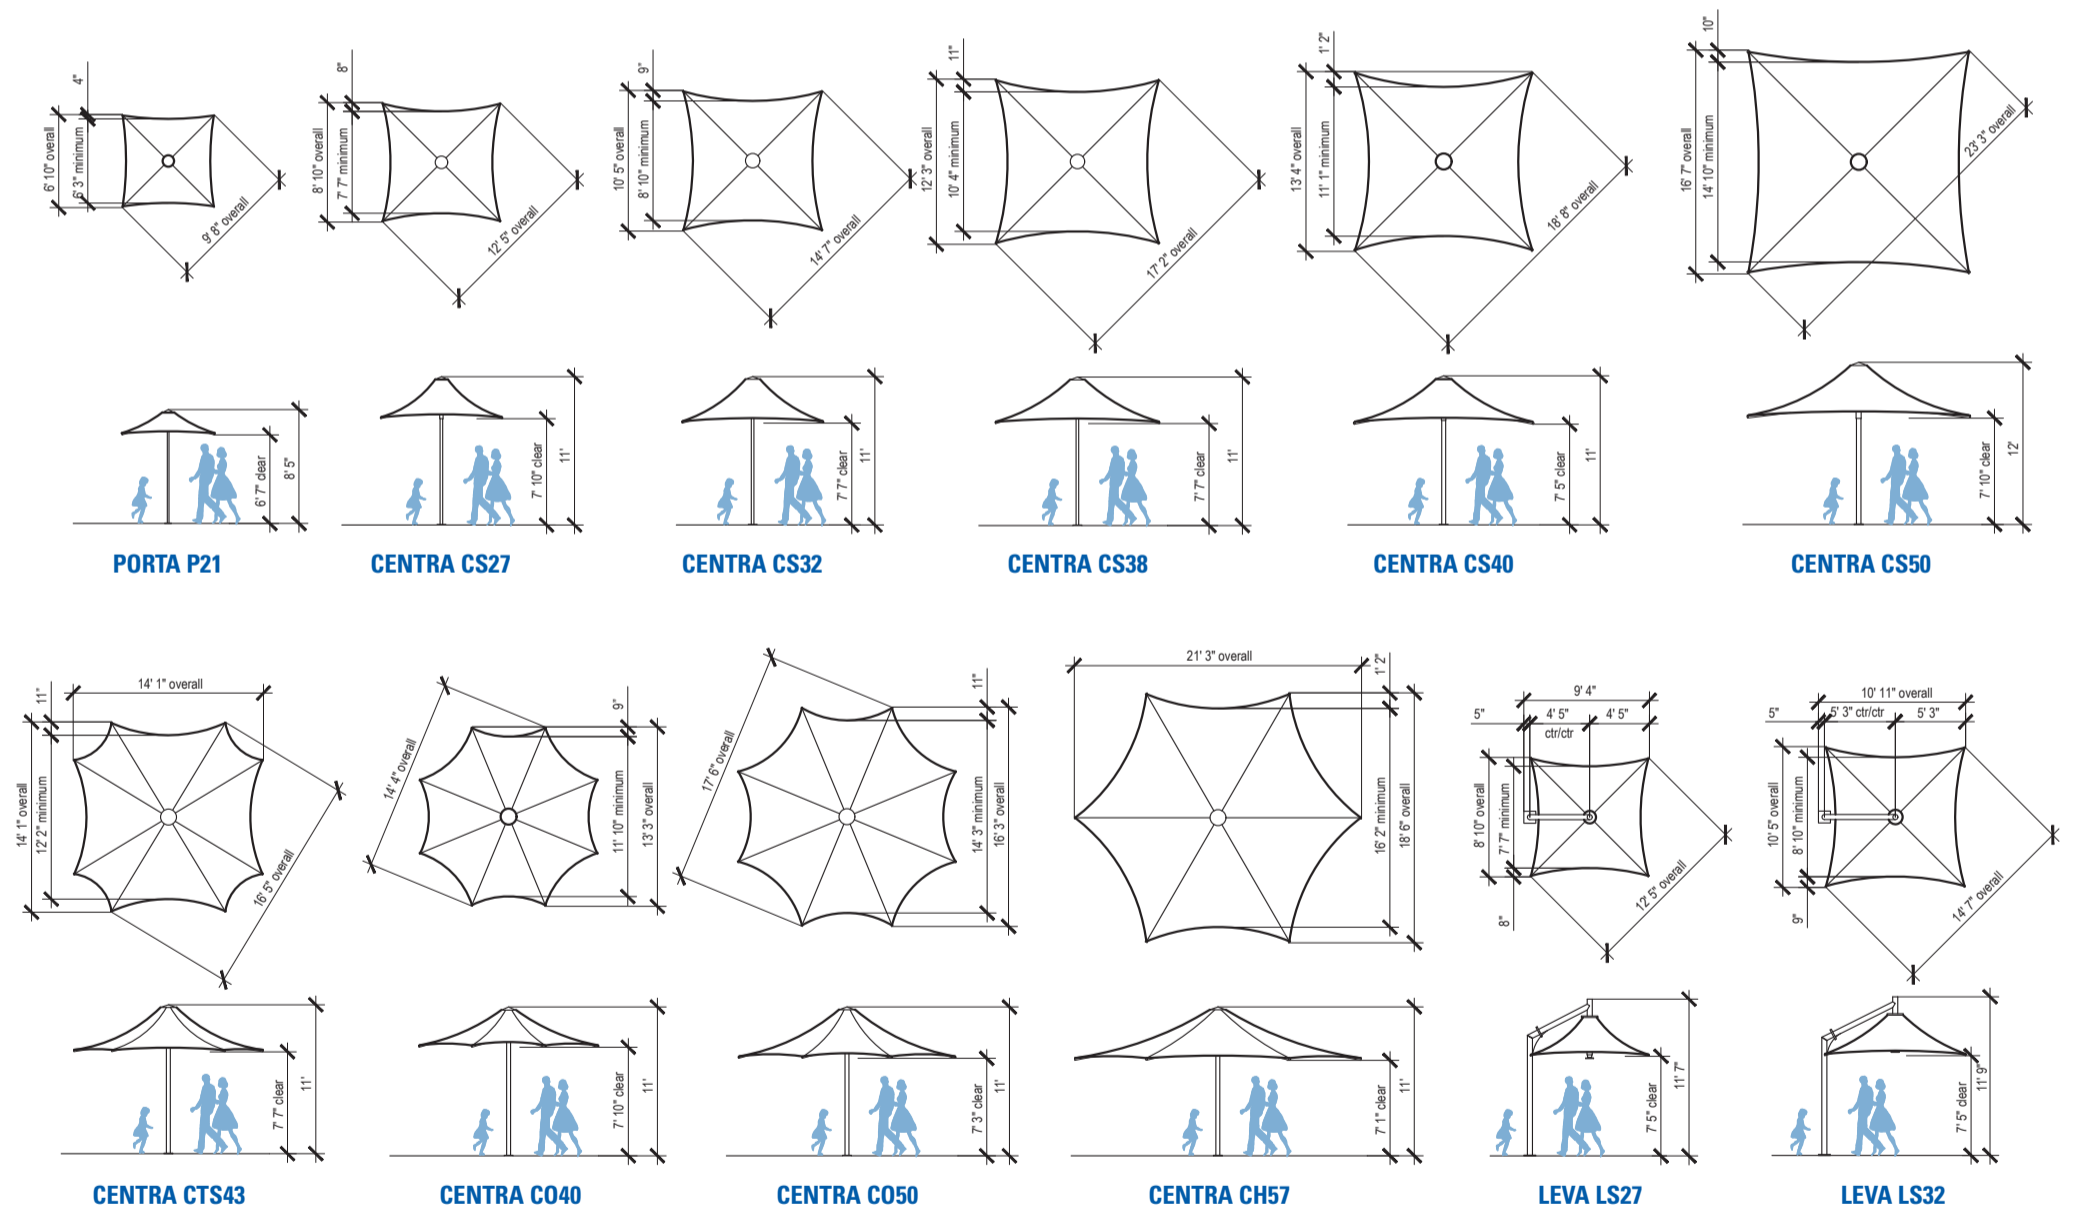 4"
6' 10" overall
6' 3" minimum
9' 8" overall
6' 7" clear
8' 5"
PORTA P21
8"
8' 10" overall
7' 7" minimum
12' 5" overall
7' 10" clear
11'
CENTRA CS27
9"
10' 5" overall
8' 10" minimum
14' 7" overall
7' 7" clear
11'
CENTRA CS32
11"
12' 3" overall
10' 4" minimum
17' 2" overall
7' 7" clear
11'
CENTRA CS38
1' 2"
13' 4" overall
11' 1" minimum
18' 8" overall
7' 5" clear
11'
CENTRA CS40
10"
16' 7" overall
14' 10" minimum
23' 3" overall
7' 10" clear
12'
CENTRA CS50
14' 1" overall
11"
14' 1" overall
12' 2" minimum
16' 5" overall
7' 7" clear
11'
CENTRA CTS43
14' 4" overall
9"
11' 10" minimum
13' 3" overall
7' 10" clear
11'
CENTRA CO40
17' 6" overall
11"
14' 3" minimum
16' 3" overall
7' 3" clear
11'
CENTRA CO50
21' 3" overall
1' 2"
16' 2" minimum
18' 6" overall
7' 1" clear
11'
CENTRA CH57
9' 4"
5"
4' 5"
4' 5"
ctr/ctr
8' 10" overall
7' 7" minimum
8"
12' 5" overall
7' 5" clear
11' 7"
LEVA LS27
10' 11" overall
5"
5' 3" ctr/ctr
5' 3"
10' 5" overall
8' 10" minimum
9"
14' 7" overall
7' 5" clear
11' 9"
LEVA LS32